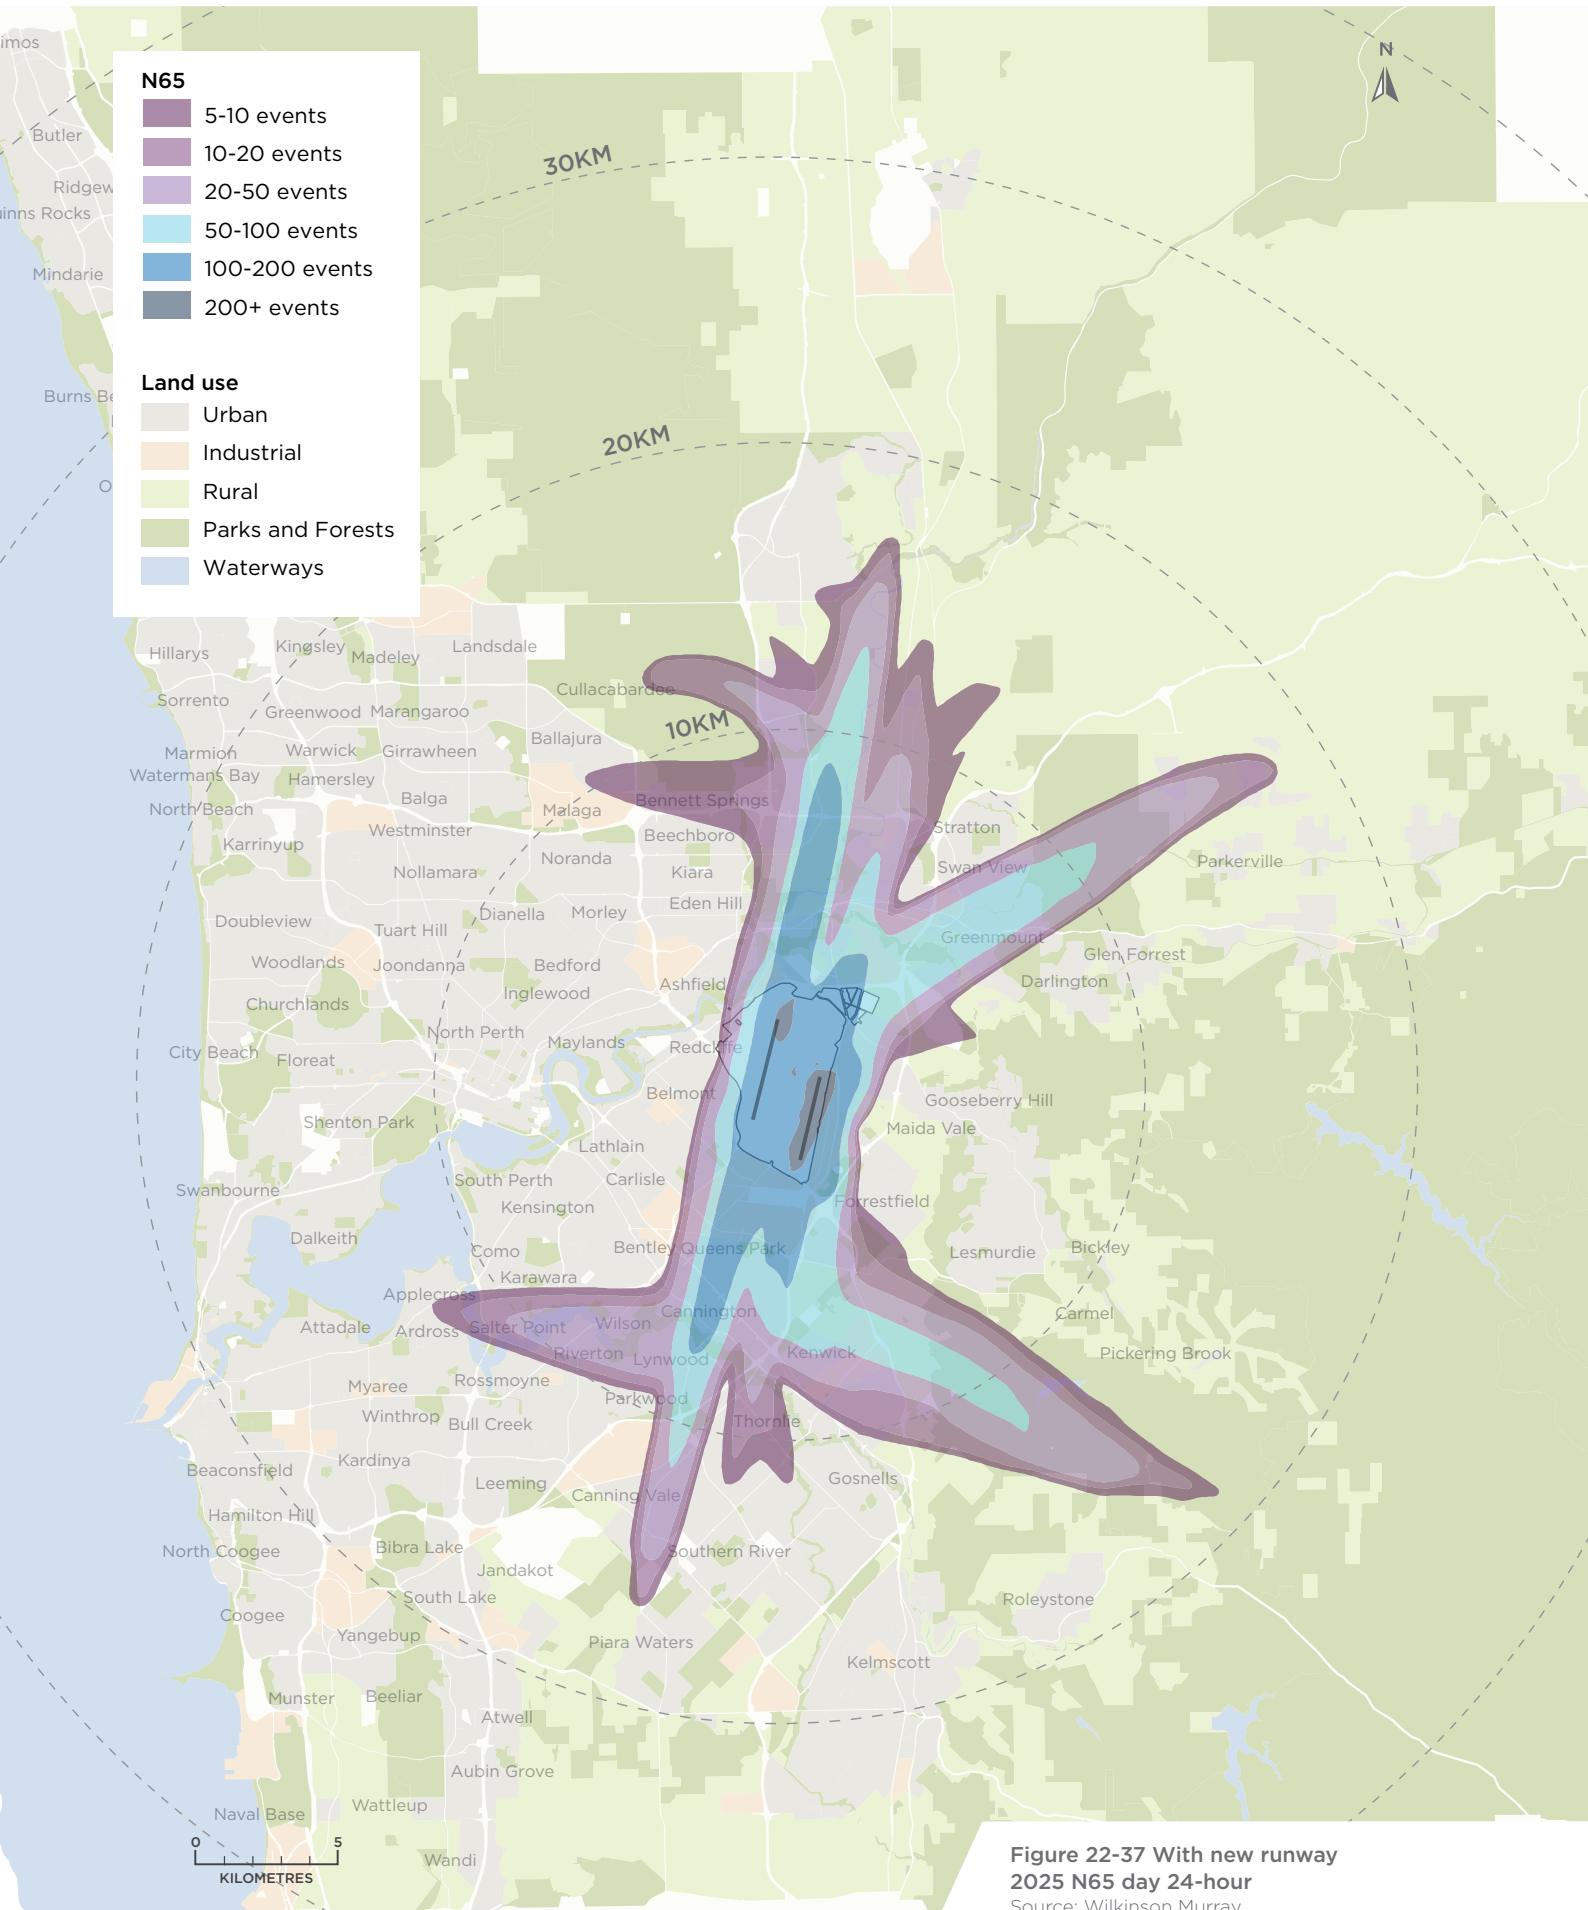 N65
5-10 events
10-20 events
20-50 events
50-100 events
100-200 events
200+ events
Land use
Urban
Industrial
Rural
Parks and Forests
Waterways
N
30KM
20KM
10KM
Butler
Mindarie
Hillarys
Kingsley
Madeley
Landsdale
Cullacabardee
Sorrento
Greenwood
Marangaroo
Ballajura
Marmion
Warwick
Girrawheen
Watermans Bay
Hamersley
North Beach
Balga
Malaga
Bennett Springs
Karrinyup
Westminster
Beechboro
Stratton
Nollamara
Noranda
Kiara
Swan View
Parkerville
Doubleview
Dianella
Morley
Eden Hill
Tuart Hill
Greenmount
Woodlands
Joondanna
Bedford
Glen Forrest
Churchlands
Inglewood
Ashfield
Darlington
North Perth
Maylands
Redcliffe
City Beach
Floreat
Belmont
Gooseberry Hill
Shenton Park
Lathlain
Maida Vale
Swanbourne
South Perth
Carlisle
Kensington
Forrestfield
Dalkeith
Como
Bentley
Queens Park
Lesmurdie
Bickley
Karawara
Applecross
Cannington
Carmel
Attadale
Ardross
Salter Point
Wilson
Riverton
Lynwood
Kenwick
Pickering Brook
Myaree
Rossmoyne
Parkwood
Winthrop
Bull Creek
Thornlie
Beaconsfield
Kardinya
Leeming
Canning Vale
Gosnells
Hamilton Hill
North Coogee
Bibra Lake
Jandakot
Southern River
Coogee
South Lake
Roleystone
Yangebup
Piara Waters
Kelmscott
Munster
Beeliar
Atwell
Aubin Grove
Naval Base
Wattleup
Wandi
0 5
KILOMETRES
Figure 22-37 With new runway
2025 N65 day 24-hour
Source: Wilkinson Murray